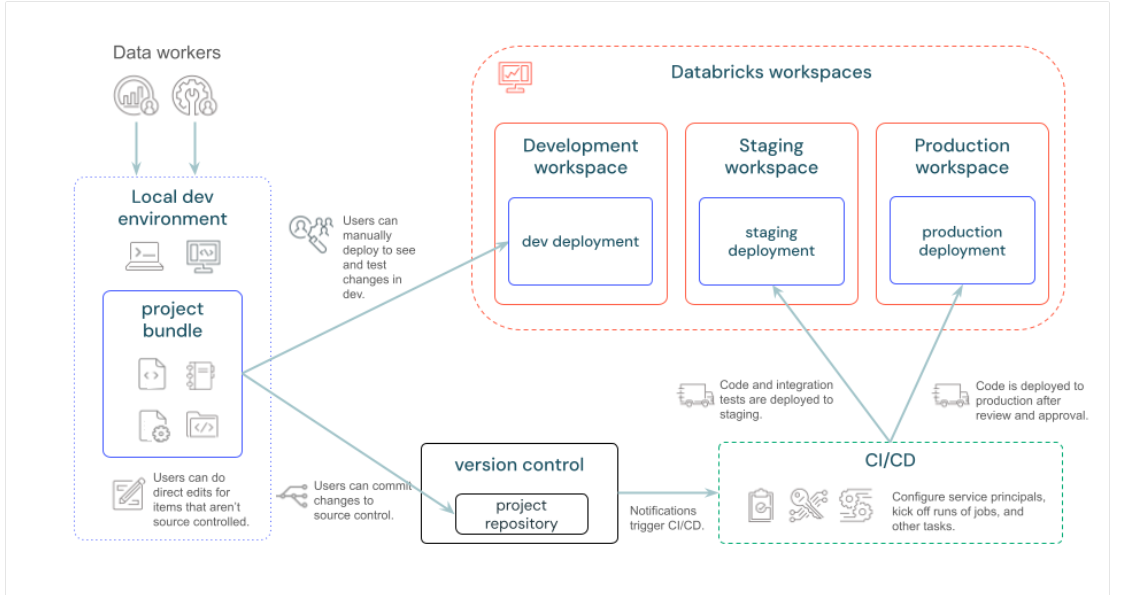 Data workers
Local dev
environment
project
bundle
Users can do
direct edits for
items that aren't
source controlled.
Users can
manually
deploy to see
and test
changes in
dev.
Users can commit
changes to
source control.
version control
project
repository
Notifications
trigger CI/CD.
Databricks workspaces
Development
workspace
dev deployment
Staging
workspace
staging
deployment
Production
workspace
production
deployment
Code and integration
tests are deployed to
staging.
Code is deployed to
production after
review and approval.
CI/CD
Configure service principals,
kick off runs of jobs, and
other tasks.